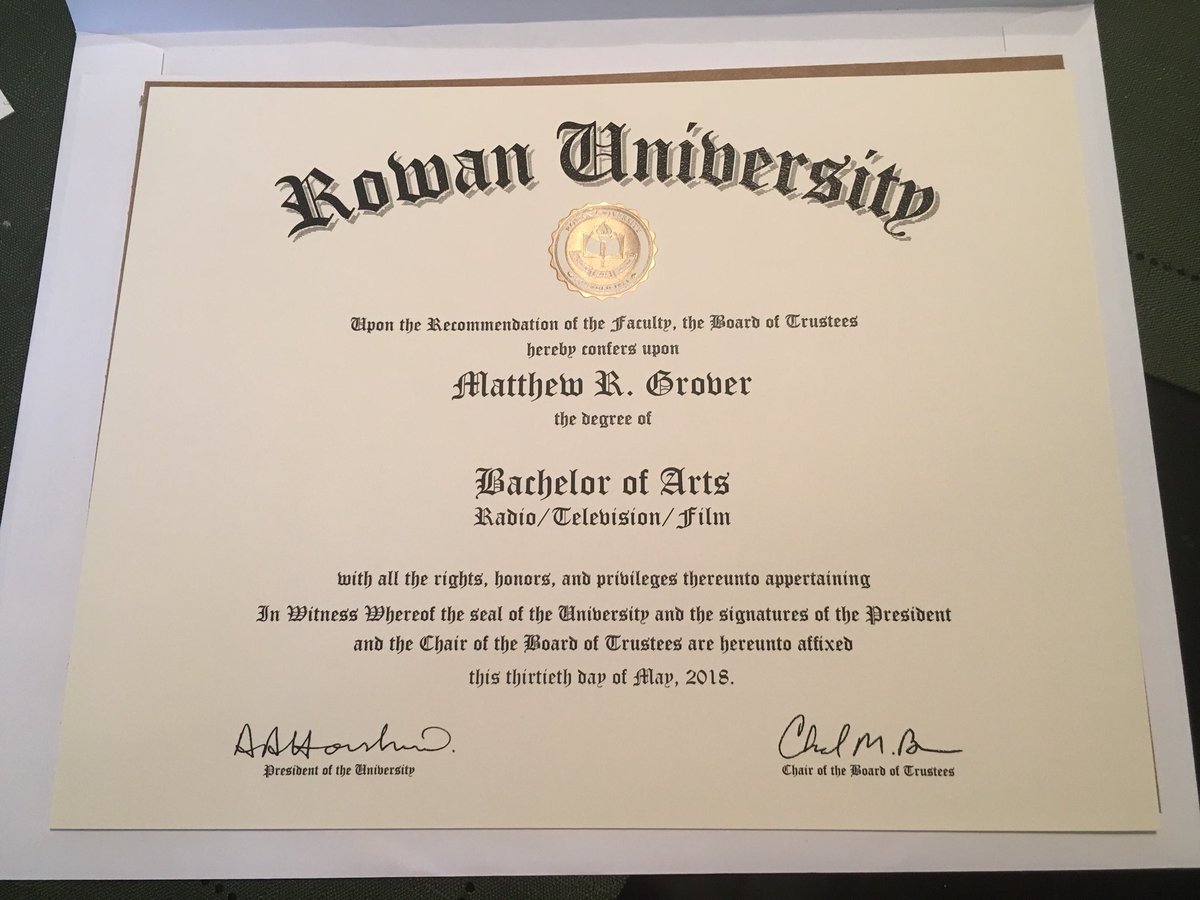 Rowan University
Upon the Recommendation of the Faculty, the Board of Trustees
hereby confers upon
Matthew R. Grover
the degree of
Bachelor of Arts
Radio/Television/Film
with all the rights, honors, and privileges thereunto appertaining
In Witness Whereof the seal of the University and the signatures of the President
and the Chair of the Board of Trustees are hereunto affixed
this thirtieth day of May, 2018.
President of the University
Chair of the Board of Trustees